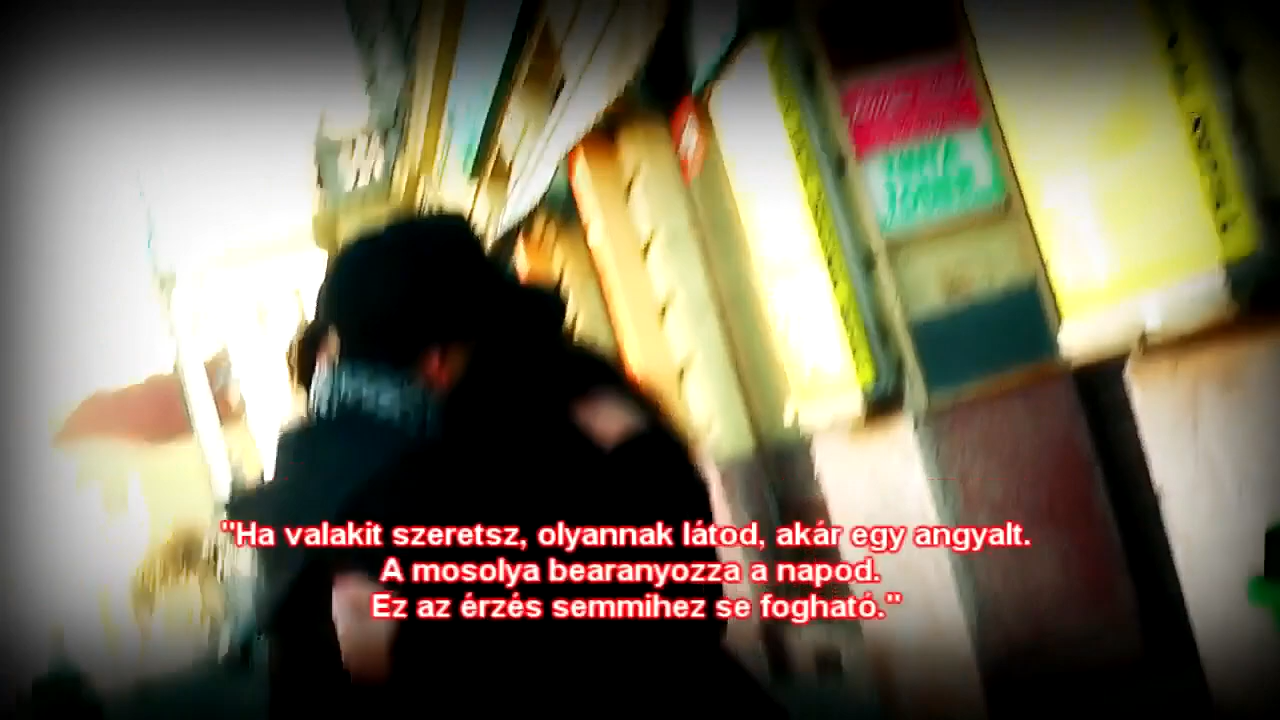 "Ha valakit szeretsz, olyannak látod, akár egy angyalt.
A mosolya bearanyozza a napod.
Ez az érzés semmihez se fogható."